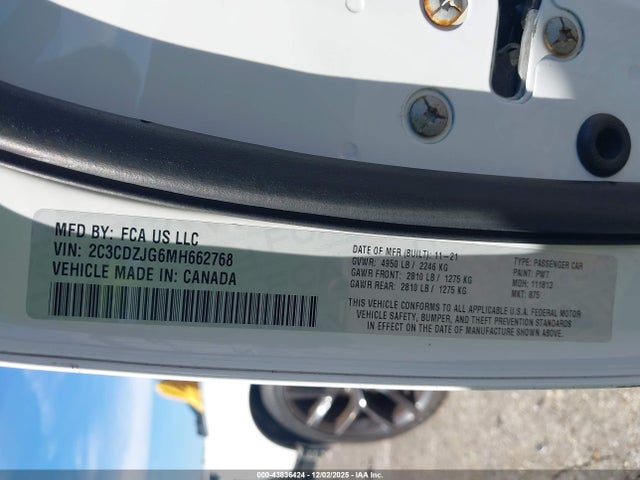 MFD BY: FCA US LLC
VIN: 2C3CDZJG6MH662768
VEHICLE MADE IN: CANADA
DATE OF MFR (BUILT): 11-21
GVWR: 4950 LB / 2246 KG
GAWR FRONT: 2810 LB / 1275 KG
GAWR REAR: 2810 LB / 1275 KG
TYPE: PASSENGER CAR
PAINT: PW7
MDH: 111813
MKT: 875
THIS VEHICLE CONFORMS TO ALL APPLICABLE U.S.A. FEDERAL MOTOR
VEHICLE SAFETY, BUMPER, AND THEFT PREVENTION STANDARDS
IN EFFECT ON THE DATE OF MANUFACTURE SHOWN ABOVE.
000-43836424 - 12/02/2025 - IAAI.COM